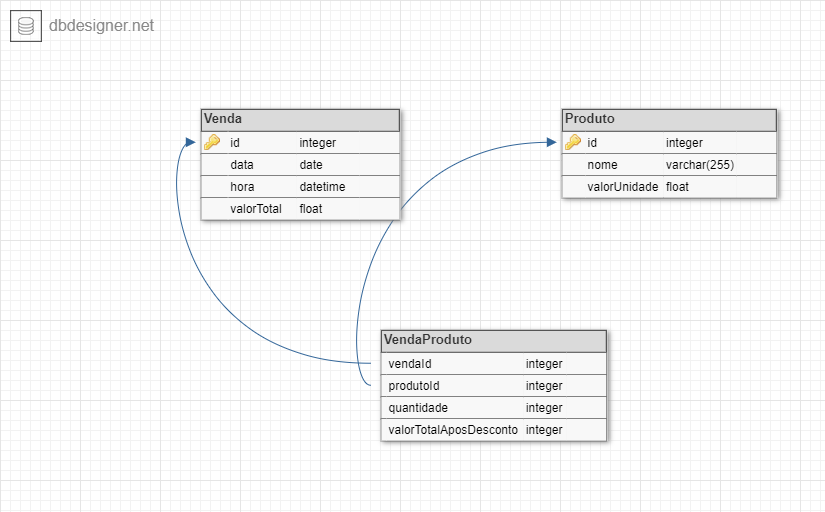 dbdesigner.net
Venda
id integer
data date
hora datetime
valorTotal float
Produto
id integer
nome varchar(255)
valorUnidade float
VendaProduto
vendaId integer
produtoId integer
quantidade integer
valorTotalAposDesconto integer